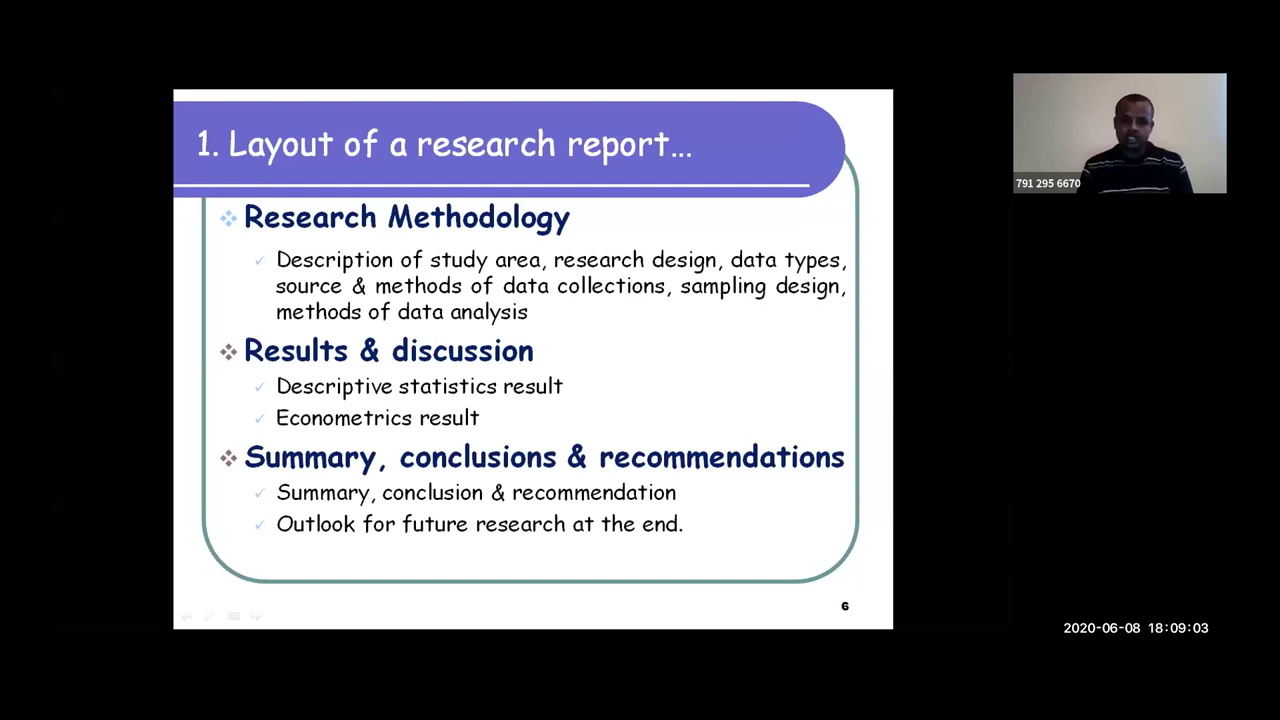 1. Layout of a research report...
Research Methodology
Description of study area, research design, data types,
source & methods of data collections, sampling design,
methods of data analysis
Results & discussion
Descriptive statistics result
Econometrics result
Summary, conclusions & recommendations
Summary, conclusion & recommendation
Outlook for future research at the end.
6
791 295 6670
2020-06-08 18:09:03